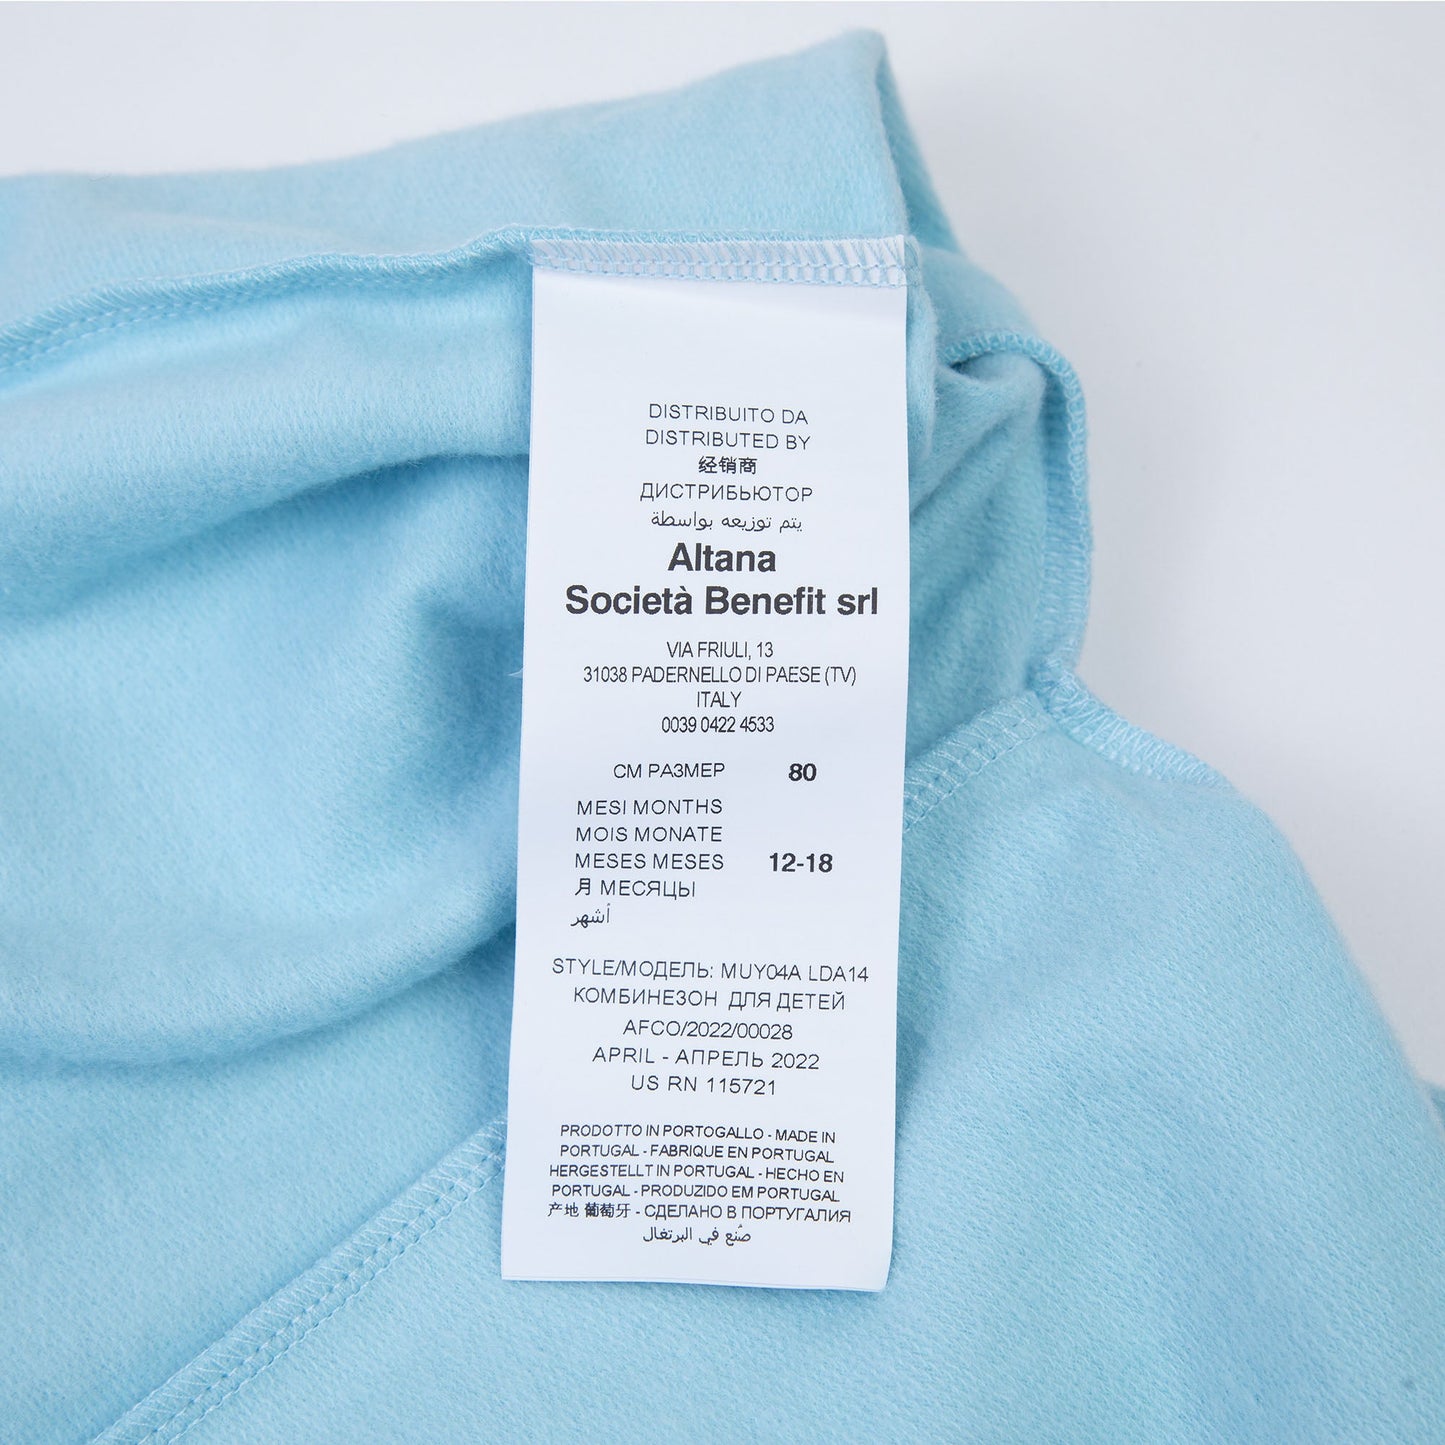 DISTRIBUITO DA
DISTRIBUTED BY
经销商
ДИСТРИБЬЮТОР
يتم توزيعه بواسطة
Altana
Società Benefit srl
VIA FRIULI, 13
31038 PADERNELLO DI PAESE (TV)
ITALY
0039 0422 4533
CM РАЗМЕР 80
MESI MONTHS
MOIS MONATE
MESES MESES 12-18
月 МЕСЯЦЫ
أشهر
STYLE/МОДЕЛЬ: MUY04A LDA14
КОМБИНЕЗОН ДЛЯ ДЕТЕЙ
AFCO/2022/00028
APRIL - АПРЕЛЬ 2022
US RN 115721
PRODOTTO IN PORTOGALLO - MADE IN
PORTUGAL - FABRIQUE EN PORTUGAL
HERGESTELLT IN PORTUGAL - HECHO EN
PORTUGAL - PRODUZIDO EM PORTUGAL
产地 葡萄牙 - СДЕЛАНО В ПОРТУГАЛИЯ
صُنع في البرتغال